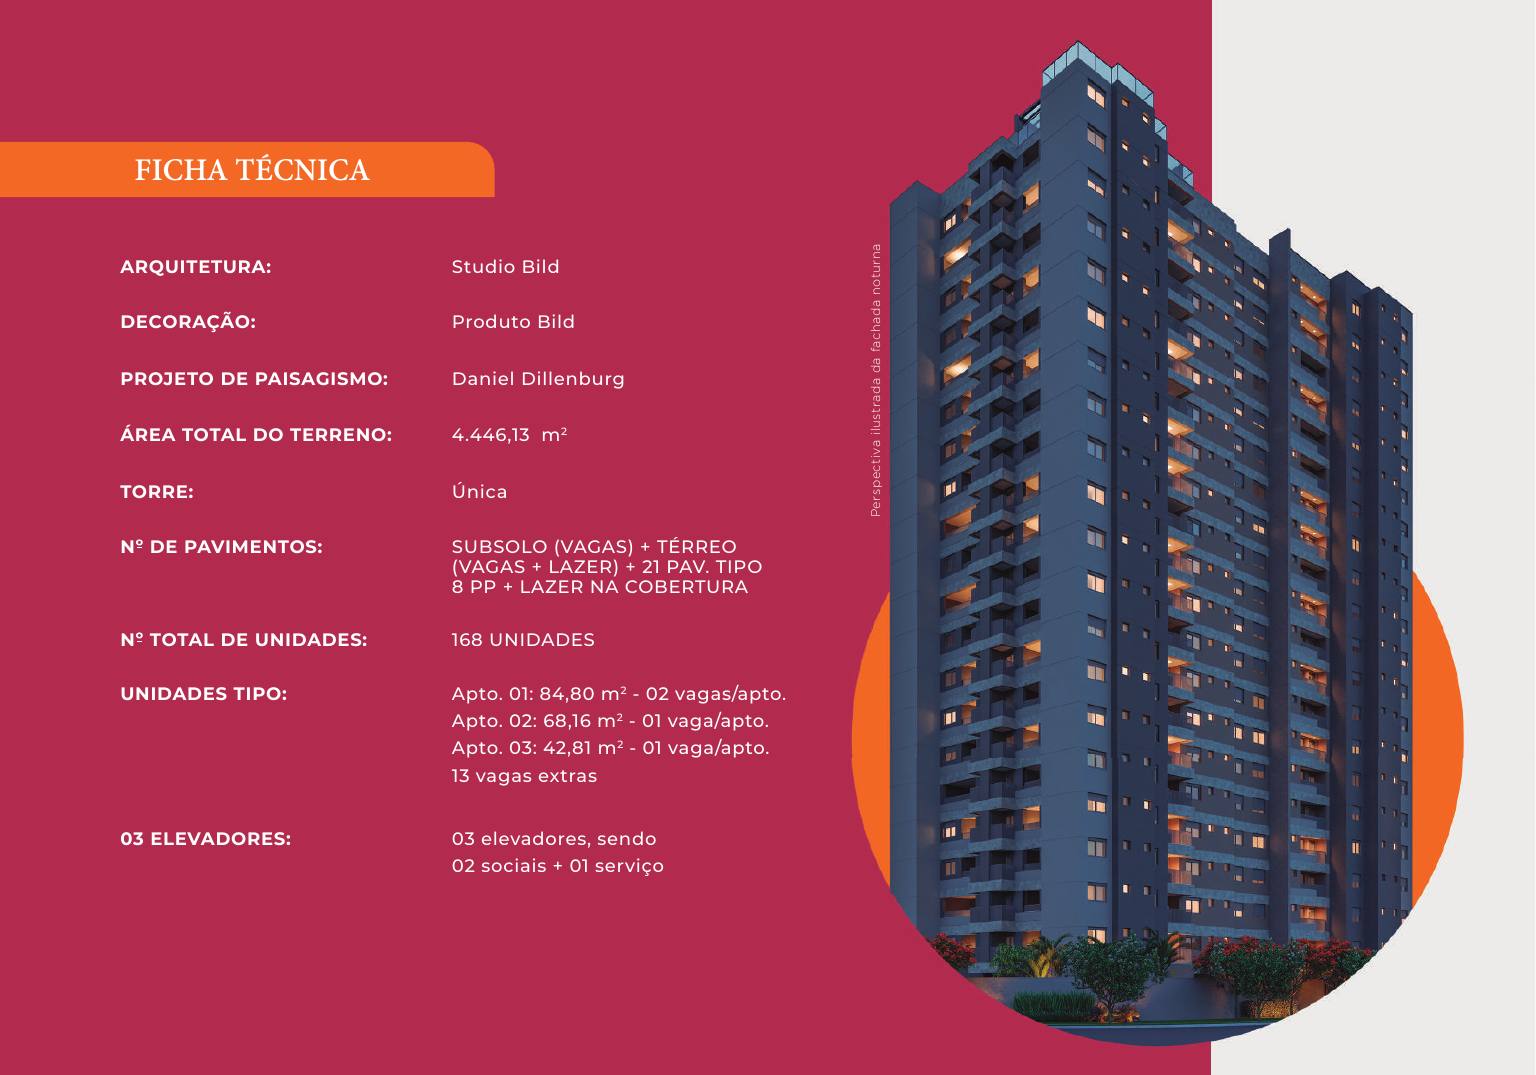 FICHA TÉCNICA
ARQUITETURA: Studio Bild
DECORAÇÃO: Produto Bild
PROJETO DE PAISAGISMO: Daniel Dillenburg
ÁREA TOTAL DO TERRENO: 4.446,13 m²
TORRE: Única
Nº DE PAVIMENTOS: SUBSOLO (VAGAS) + TÉRREO
(VAGAS + LAZER) + 21 PAV. TIPO
8 PP + LAZER NA COBERTURA
Nº TOTAL DE UNIDADES: 168 UNIDADES
UNIDADES TIPO: Apto. 01: 84,80 m² - 02 vagas/apto.
Apto. 02: 68,16 m² - 01 vaga/apto.
Apto. 03: 42,81 m² - 01 vaga/apto.
13 vagas extras
03 ELEVADORES: 03 elevadores, sendo
02 sociais + 01 serviço
Perspectiva ilustrada da fachada noturna